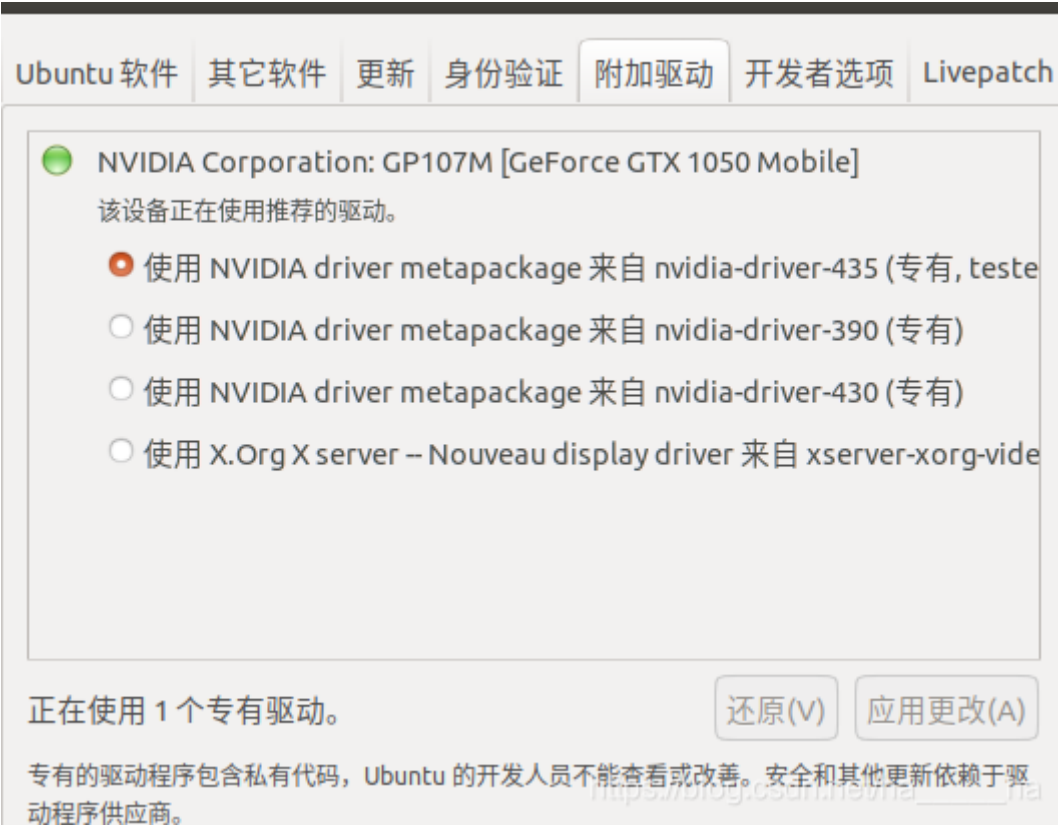 Ubuntu 软件 其它软件 更新 身份验证 附加驱动 开发者选项 Livepatch
NVIDIA Corporation: GP107M [GeForce GTX 1050 Mobile]
该设备正在使用推荐的驱动。
使用 NVIDIA driver metapackage 来自 nvidia-driver-435 (专有, teste
使用 NVIDIA driver metapackage 来自 nvidia-driver-390 (专有)
使用 NVIDIA driver metapackage 来自 nvidia-driver-430 (专有)
使用 X.Org X server -- Nouveau display driver 来自 xserver-xorg-vide
正在使用 1 个专有驱动。 还原(V) 应用更改(A)
专有的驱动程序包含私有代码，Ubuntu 的开发人员不能查看或改善。安全和其他更新依赖于驱
动程序供应商。